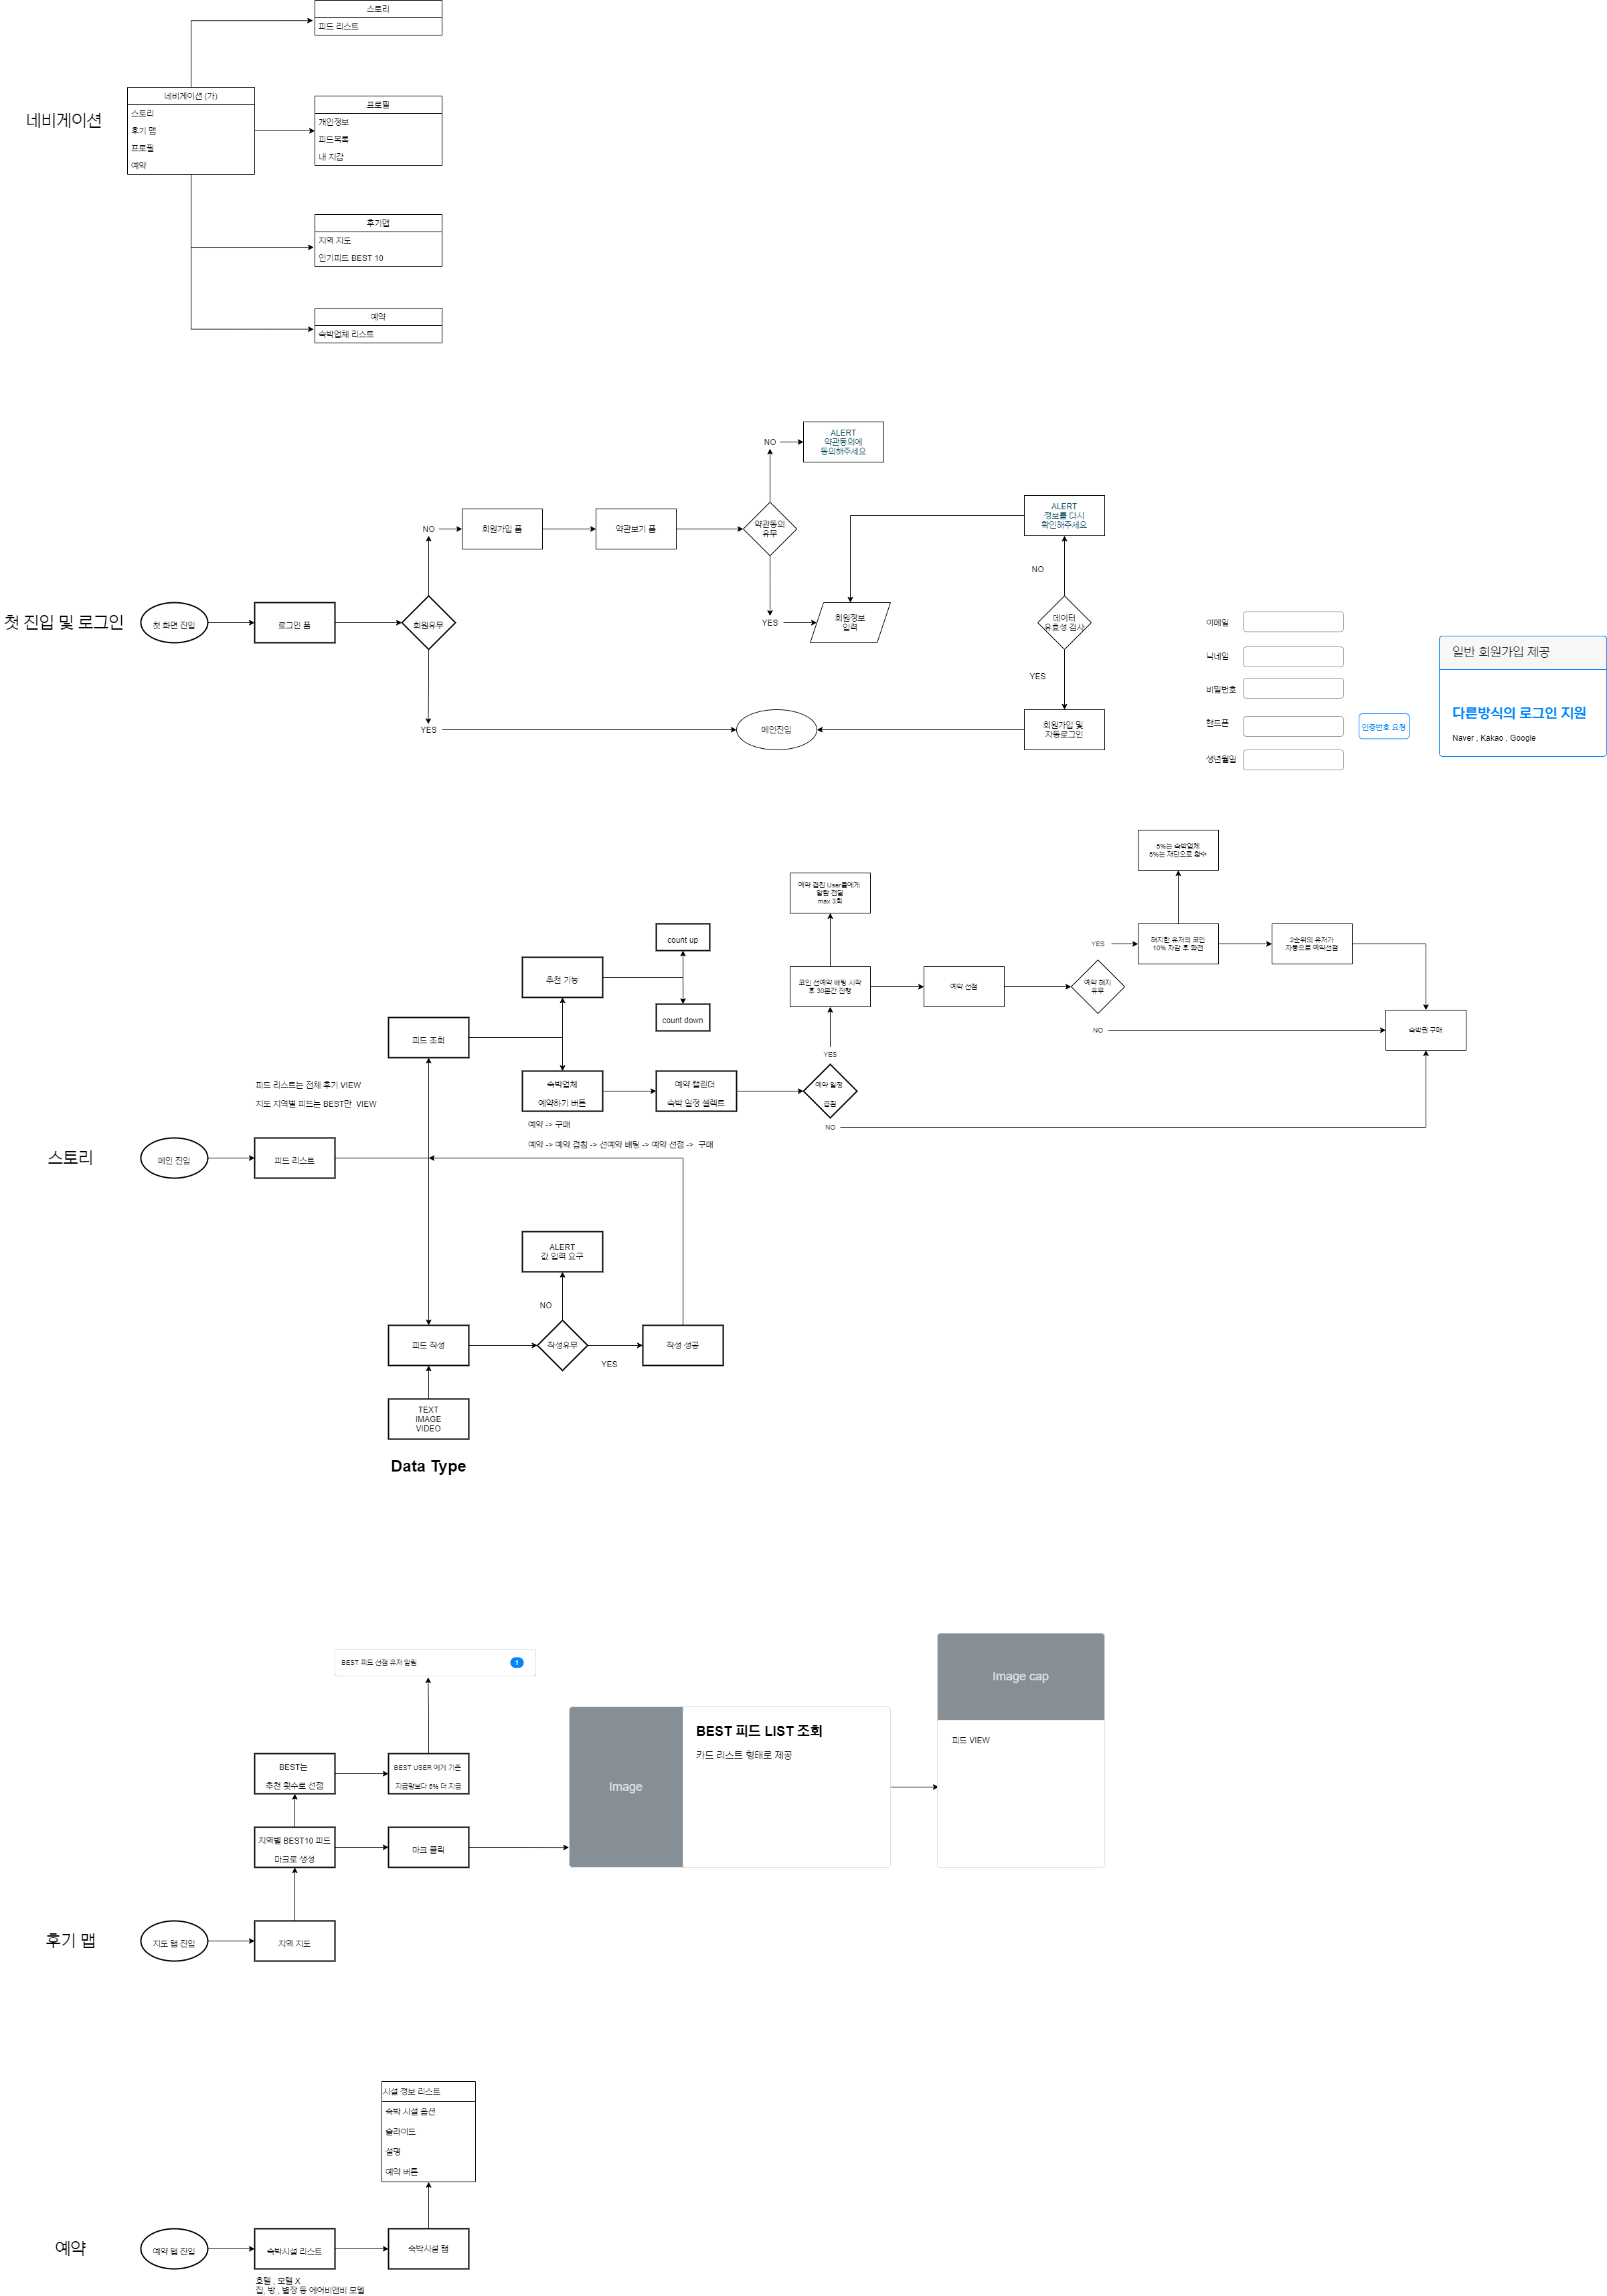 스토리
피드 리스트
네비게이션
네비게이션 (가)
스토리
후기 맵
프로필
예약
프로필
개인정보
피드목록
내 지갑
후기맵
지역 지도
인기피드 BEST 10
예약
숙박업체 리스트
첫 진입 및 로그인
첫 화면 진입
로그인 폼
회원유무
NO
회원가입 폼
약관보기 폼
약관동의
유무
NO
ALERT
약관동의에
동의해주세요
YES
회원정보
입력
ALERT
정보를 다시
확인해주세요
NO
데이터
유효성 검사
YES
회원가입 및
자동로그인
YES
메인진입
이메일
닉네임
비밀번호
핸드폰
인증번호 요청
생년월일
일반 회원가입 제공
다른방식의 로그인 지원
Naver , Kakao , Google
스토리
메인 진입
피드 리스트
피드 리스트는 전체 후기 VIEW
지도 지역별 피드는 BEST만 VIEW
피드 조회
추천 기능
count up
count down
숙박업체
예약하기 버튼
예약 -> 구매
예약 -> 예약 겹침 -> 선예약 배팅 -> 예약 선점 -> 구매
예약 캘린더
숙박 일정 셀렉트
예약 일정
겹침
YES
NO
코인 선예약 배팅 시작
후 30분간 진행
예약 겹친 User들에게
알람 전달
max 3회
예약 선점
예약 해지
유무
YES
NO
해지한 유저의 코인
10% 차감 후 환전
5%는 숙박업체
5%는 재단으로 환수
2순위의 유저가
자동으로 예약선점
숙박권 구매
피드 작성
작성유무
NO
ALERT
값 입력 요구
YES
작성 성공
TEXT
IMAGE
VIDEO
Data Type
후기 맵
지도 탭 진입
지역 지도
지역별 BEST10 피드
마크로 생성
BEST는
추천 횟수로 선점
BEST USER 에게 기존
지급량보다 5% 더 지급
BEST 피드 선점 유저 알림
1
마크 클릭
Image
BEST 피드 LIST 조회
카드 리스트 형태로 제공
Image cap
피드 VIEW
예약
예약 탭 진입
숙박시설 리스트
호텔 , 모텔 X
집, 방 , 별장 등 에어비앤비 모델
숙박시설 탭
시설 정보 리스트
숙박 시설 옵션
슬라이드
설명
예약 버튼